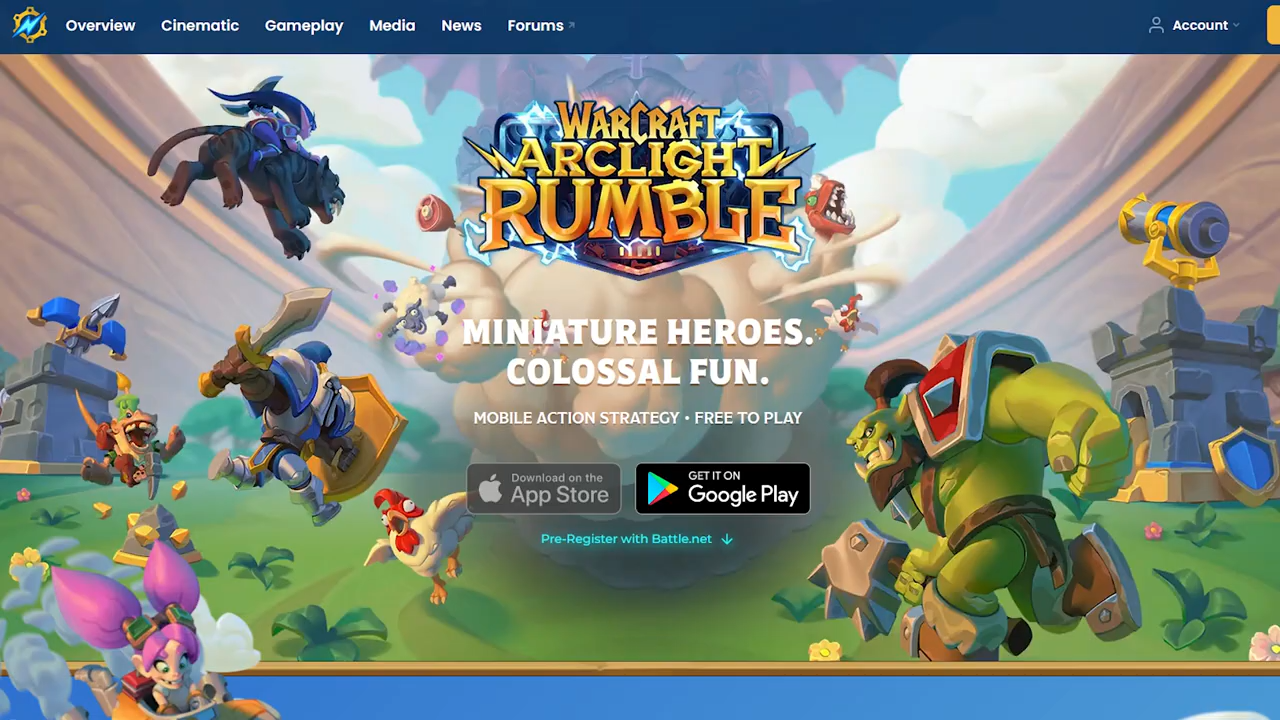 Overview Cinematic Gameplay Media News Forums Account
WARCRAFT
ARCLIGHT
RUMBLE
MINIATURE HEROES.
COLOSSAL FUN.
MOBILE ACTION STRATEGY • FREE TO PLAY
Download on the
App Store
GET IT ON
Google Play
Pre-Register with Battle.net